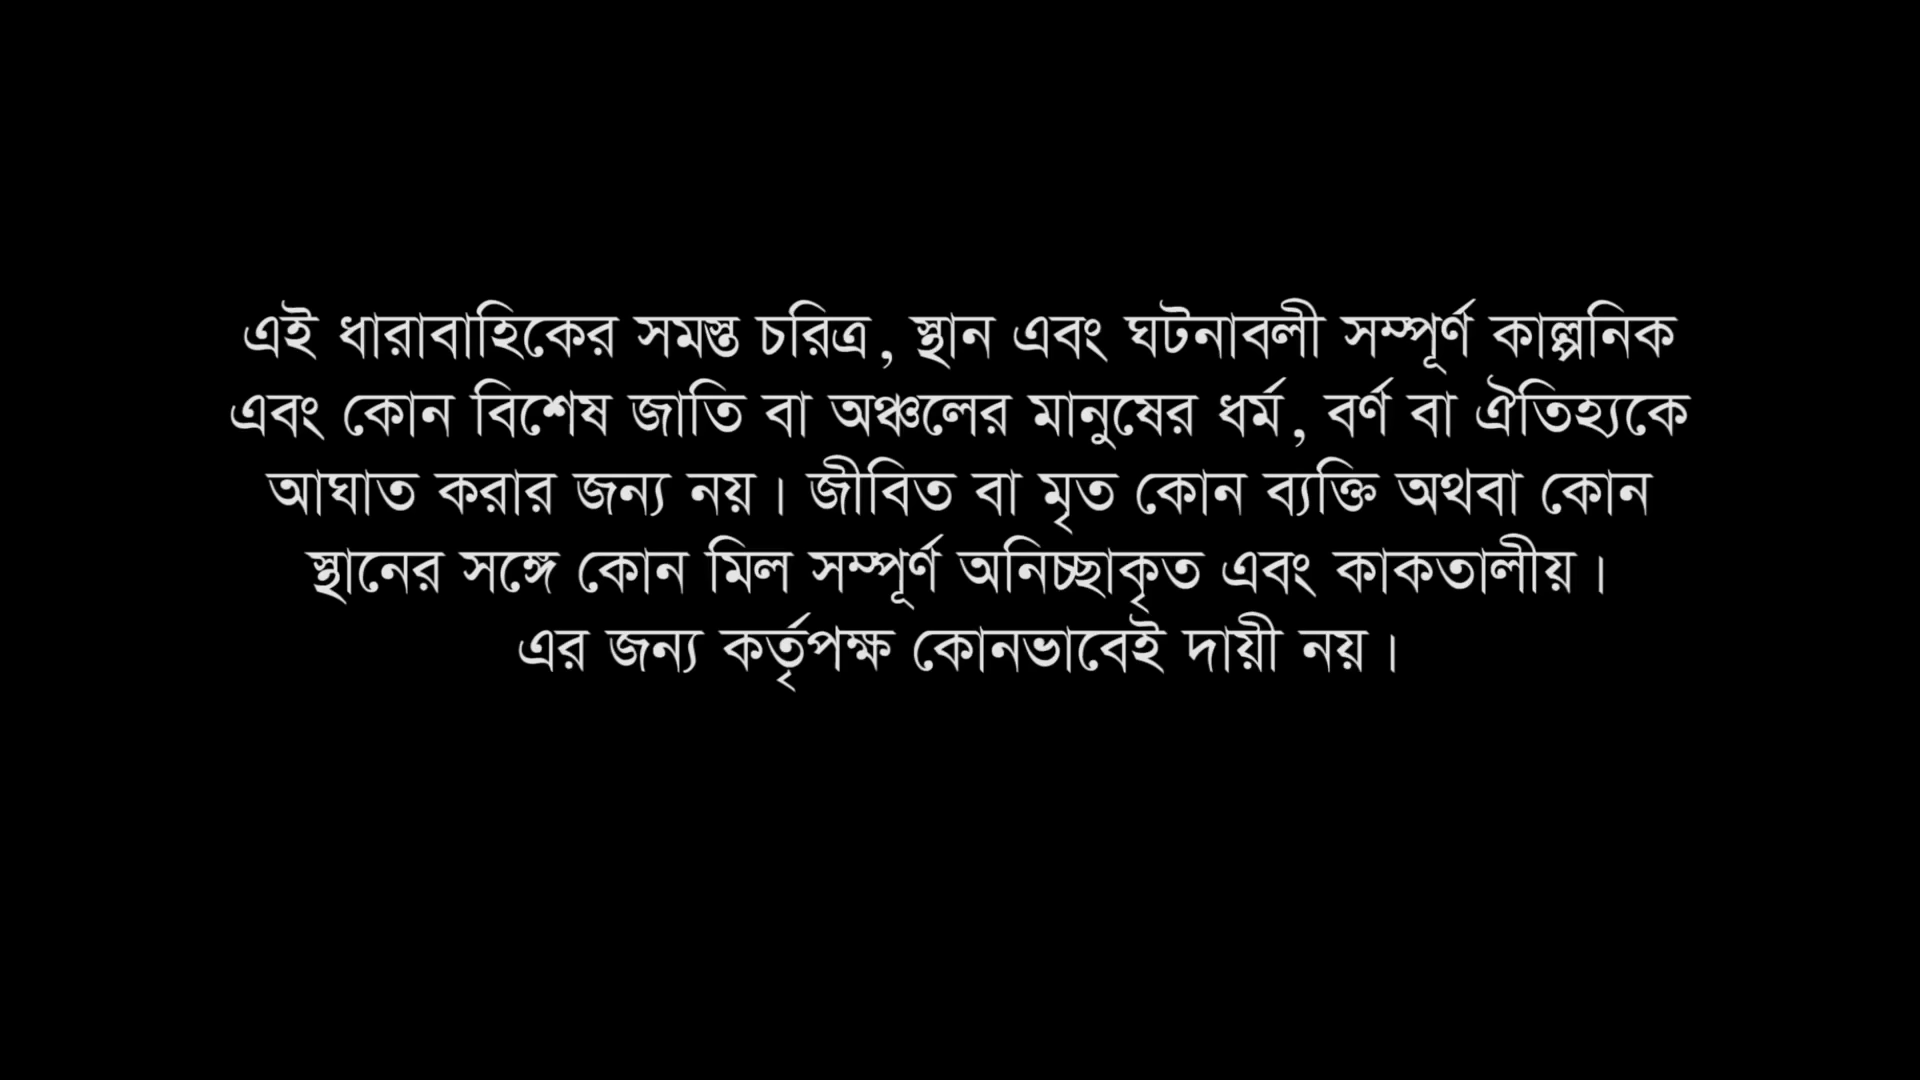 এই ধারাবাহিকের সমস্ত চরিত্র, স্থান এবং ঘটনাবলী সম্পূর্ণ কাল্পনিক
এবং কোন বিশেষ জাতি বা অঞ্চলের মানুষের ধর্ম, বর্ণ বা ঐতিহ্যকে
আঘাত করার জন্য নয়। জীবিত বা মৃত কোন ব্যক্তি অথবা কোন
স্থানের সঙ্গে কোন মিল সম্পূর্ণ অনিচ্ছাকৃত এবং কাকতালীয়।
এর জন্য কর্তৃপক্ষ কোনভাবেই দায়ী নয়।